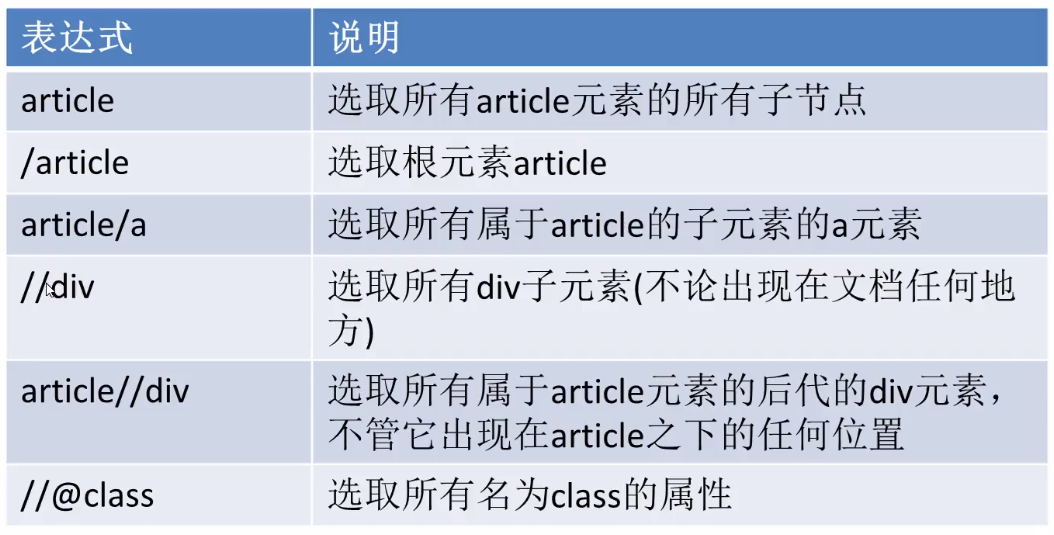 表达式 说明
article 选取所有article元素的所有子节点
/article 选取根元素article
article/a 选取所有属于article的子元素的a元素
//div 选取所有div子元素(不论出现在文档任何地
方)
article//div 选取所有属于article元素的后代的div元素，
不管它出现在article之下的任何位置
//@class 选取所有名为class的属性